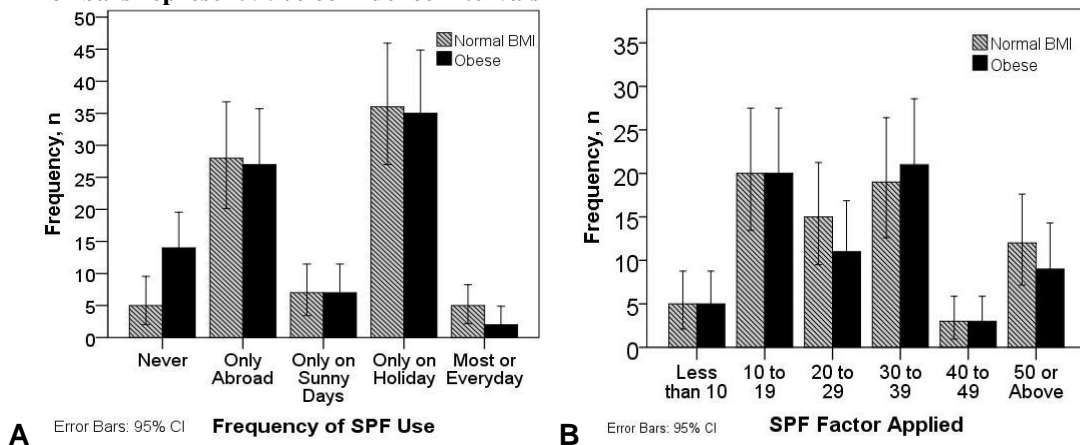 50
45
40
35
30
25
20
15
10
5
0
Frequency, n
Normal BMI
Obese
Never
Only Abroad
Only on Sunny Days
Only on Holiday
Most or Everyday
A
Error Bars: 95% CI
Frequency of SPF Use
35
30
25
20
15
10
5
0
Frequency, n
Normal BMI
Obese
Less than 10
10 to 19
20 to 29
30 to 39
40 to 49
50 or Above
B
Error Bars: 95% CI
SPF Factor Applied